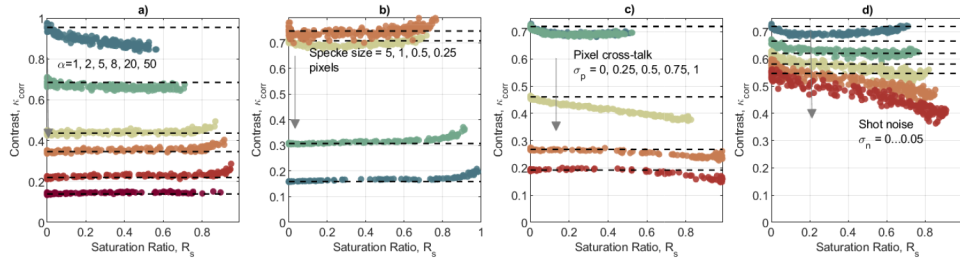 a)
Contrast, κcorr
1
0.8
0.6
0.4
0.2
0
α=1, 2, 5, 8, 20, 50
0 0.2 0.4 0.6 0.8
Saturation Ratio, Rs
b)
Contrast, κcorr
0.7
0.6
0.5
0.4
0.3
0.2
0.1
0
Specke size = 5, 1, 0.5, 0.25
pixels
0 0.2 0.4 0.6 0.8 1
Saturation Ratio, Rs
c)
Contrast, κcorr
0.7
0.6
0.5
0.4
0.3
0.2
0.1
0
Pixel cross-talk
σp = 0, 0.25, 0.5, 0.75, 1
0 0.2 0.4 0.6 0.8
Saturation Ratio, Rs
d)
Contrast, κcorr
0.7
0.6
0.5
0.4
0.3
0.2
0.1
0
Shot noise
σn = 0...0.05
0 0.2 0.4 0.6 0.8
Saturation Ratio, Rs